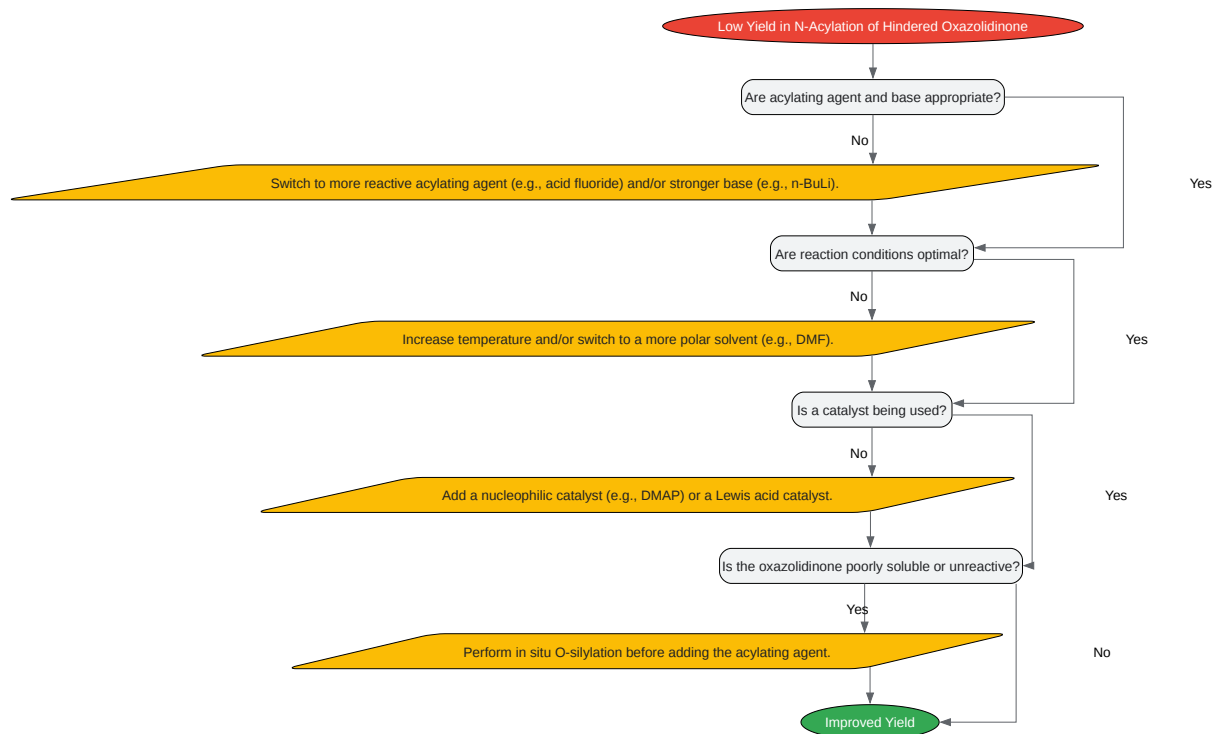 Low Yield in N-Acylation of Hindered Oxazolidinone
Are acylating agent and base appropriate?
No
Switch to more reactive acylating agent (e.g., acid fluoride) and/or stronger base (e.g., n-BuLi).
Yes
Are reaction conditions optimal?
No
Increase temperature and/or switch to a more polar solvent (e.g., DMF).
Yes
Is a catalyst being used?
No
Add a nucleophilic catalyst (e.g., DMAP) or a Lewis acid catalyst.
Yes
Is the oxazolidinone poorly soluble or unreactive?
Yes
Perform in situ O-silylation before adding the acylating agent.
No
Improved Yield